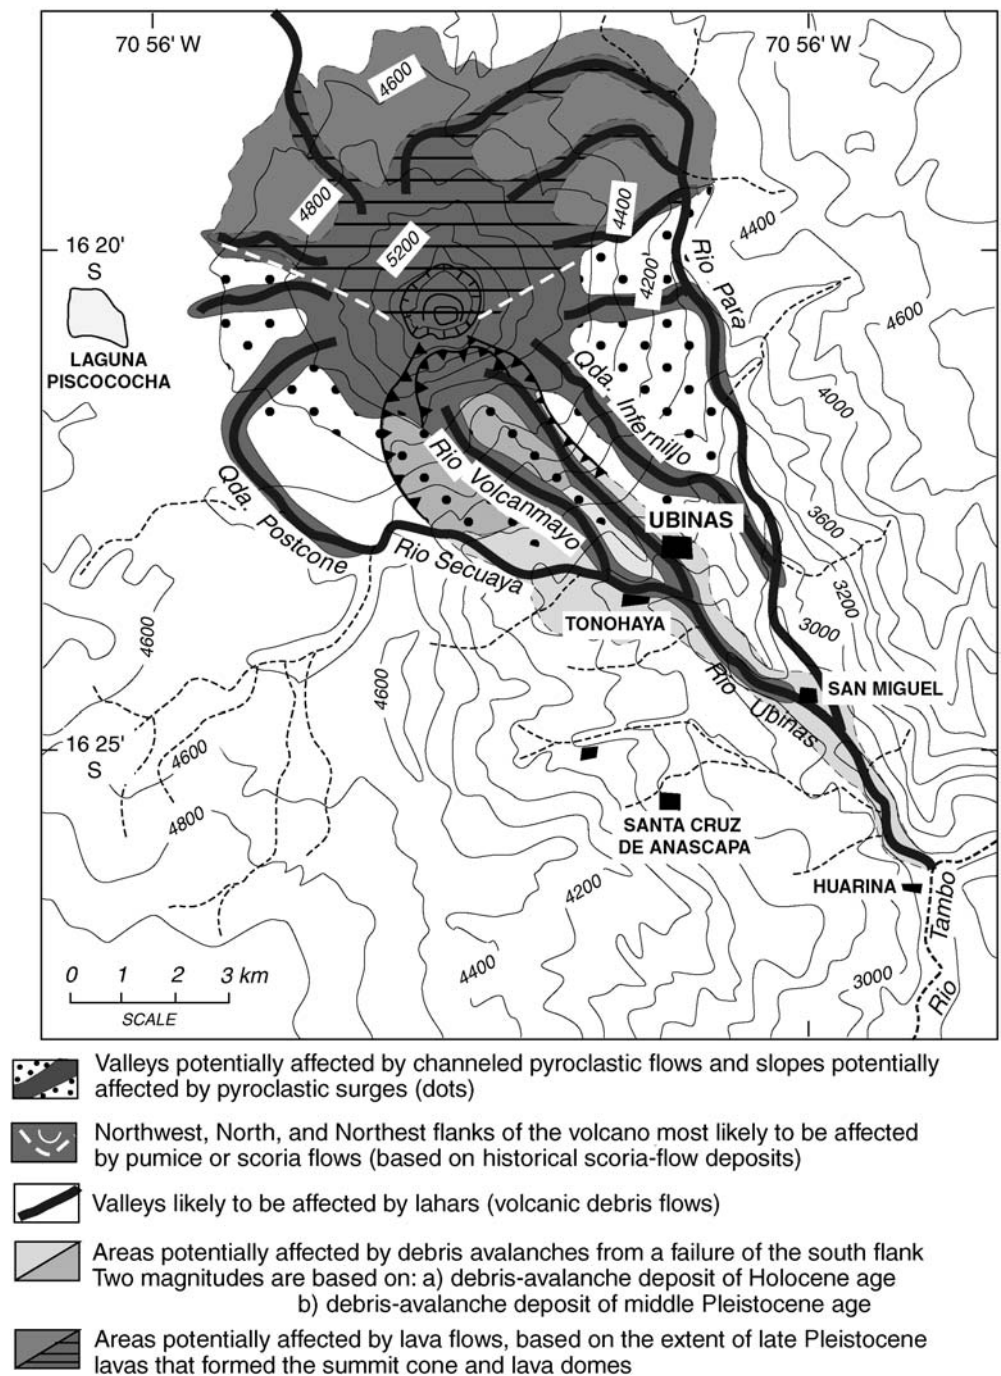 70 56' W
70 56' W
4600
4800
4400
4400
16 20'
S
5200
4200
Rio Para
4600
LAGUNA
PISCOCOCHA
Qda. Infernillo
4000
Rio Volcanmayo
Qda. Postcone
UBINAS
3600
Rio Secuaya
3200
TONOHAYA
3000
4600
4600
Rio Ubinas
SAN MIGUEL
4600
16 25'
S
4800
SANTA CRUZ
DE ANASCAPA
4200
HUARINA
Rio Tambo
4400
3000
0 1 2 3 km
SCALE
Valleys potentially affected by channeled pyroclastic flows and slopes potentially
affected by pyroclastic surges (dots)
Northwest, North, and Northest flanks of the volcano most likely to be affected
by pumice or scoria flows (based on historical scoria-flow deposits)
Valleys likely to be affected by lahars (volcanic debris flows)
Areas potentially affected by debris avalanches from a failure of the south flank
Two magnitudes are based on: a) debris-avalanche deposit of Holocene age
b) debris-avalanche deposit of middle Pleistocene age
Areas potentially affected by lava flows, based on the extent of late Pleistocene
lavas that formed the summit cone and lava domes